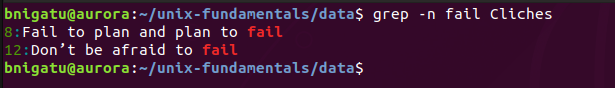 bnigatu@aurora:~/unix-fundamentals/data$ grep -n fail Cliches
8:Fail to plan and plan to fail
12:Don’t be afraid to fail
bnigatu@aurora:~/unix-fundamentals/data$